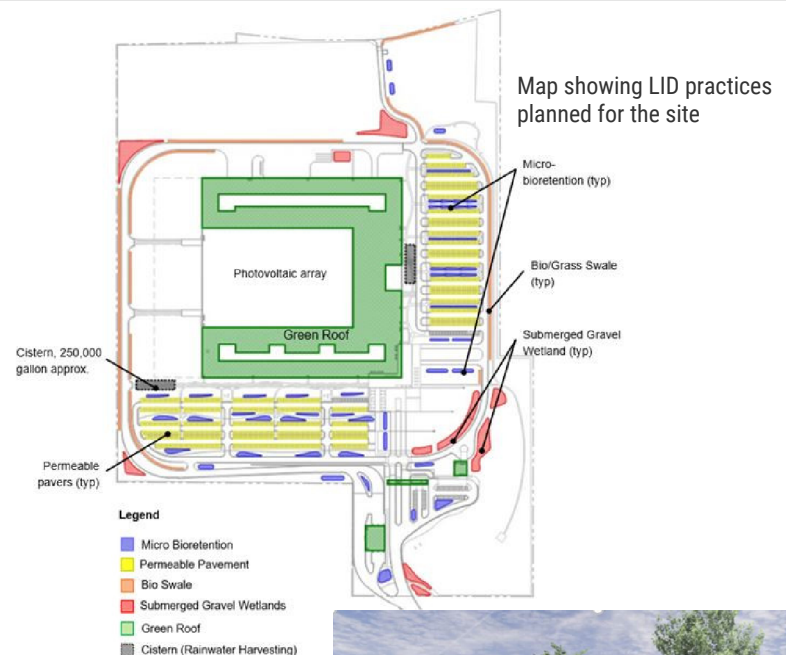 Map showing LID practices
planned for the site
Micro-
bioretention (typ)
Bio/Grass Swale
(typ)
Photovoltaic array
Green Roof
Submerged Gravel
Wetland (typ)
Cistern, 250,000
gallon approx.
Permeable
pavers (typ)
Legend
Micro Bioretention
Permeable Pavement
Bio Swale
Submerged Gravel Wetlands
Green Roof
Cistern (Rainwater Harvesting)